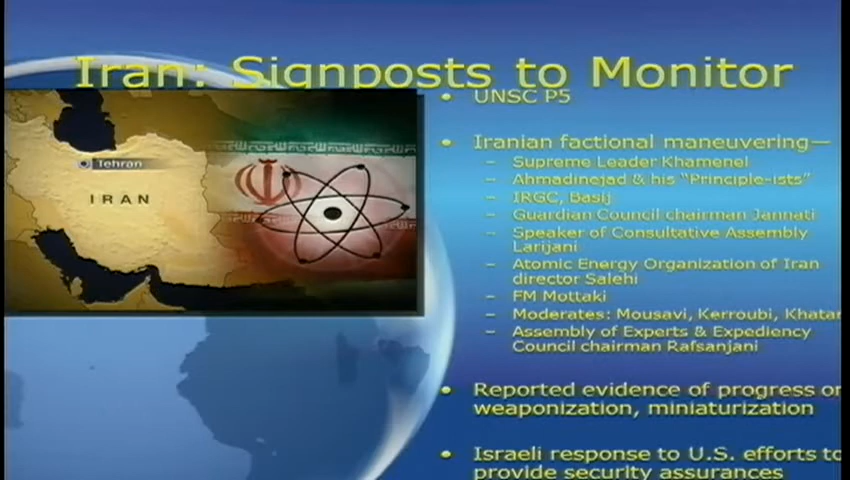 Iran: Signposts to Monitor
Tehran
IRAN
• UNSC P5
• Iranian factional maneuvering—
– Supreme Leader Khamenei
– Ahmadinejad & his “Principle-ists”
– IRGC, Basij
– Guardian Council chairman Jannati
– Speaker of Consultative Assembly
Larijani
– Atomic Energy Organization of Iran
director Salehi
– FM Mottaki
– Moderates: Mousavi, Kerroubi, Khatam
– Assembly of Experts & Expediency
Council chairman Rafsanjani
• Reported evidence of progress on
weaponization, miniaturization
• Israeli response to U.S. efforts to
provide security assurances